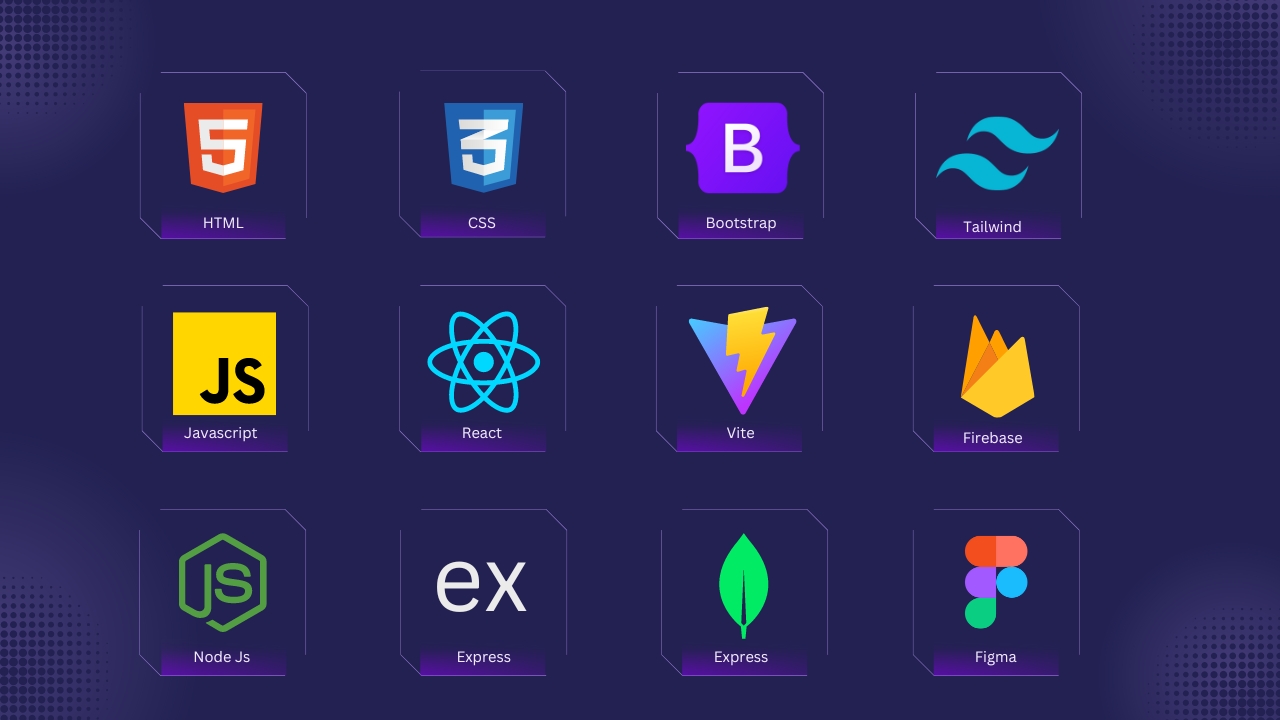 5
3
B
HTML
CSS
Bootstrap
Tailwind
JS
Javascript
React
Vite
Firebase
JS
ex
Node Js
Express
Express
Figma